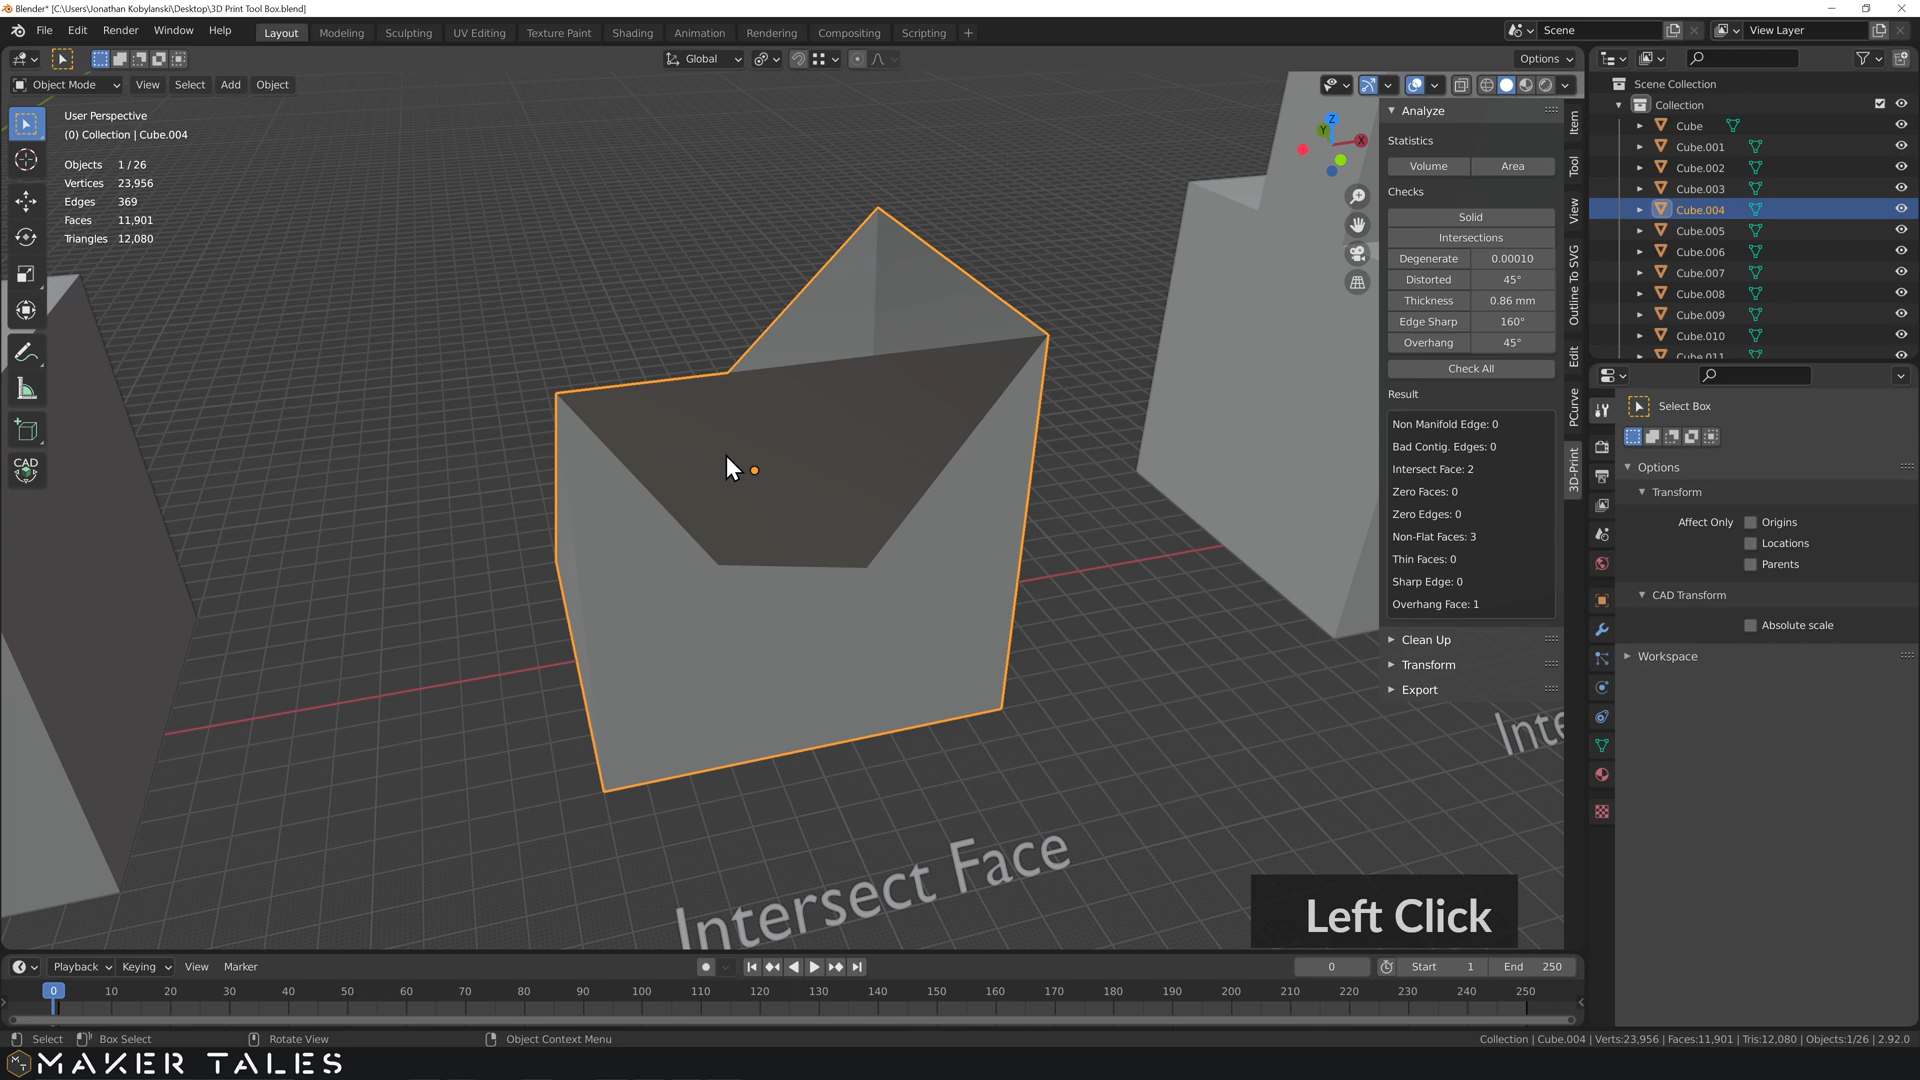 Blender* [C:\Users\Jonathan Kobylanski\Desktop\3D Print Tool Box.blend]
File Edit Render Window Help
Layout Modeling Sculpting UV Editing Texture Paint Shading Animation Rendering Compositing Scripting +
Scene
View Layer
Global
Options
Object Mode View Select Add Object
User Perspective
(0) Collection | Cube.004
Objects 1 / 26
Vertices 23,956
Edges 369
Faces 11,901
Triangles 12,080
CAD
Z
Y
X
Analyze
Statistics
Volume Area
Checks
Solid
Intersections
Degenerate 0.00010
Distorted 45°
Thickness 0.86 mm
Edge Sharp 160°
Overhang 45°
Check All
Result
Non Manifold Edge: 0
Bad Contig. Edges: 0
Intersect Face: 2
Zero Faces: 0
Zero Edges: 0
Non-Flat Faces: 3
Thin Faces: 0
Sharp Edge: 0
Overhang Face: 1
Clean Up
Transform
Export
Item
Tool
View
Outline To SVG
Edit
PCurve
3D-Print
Scene Collection
Collection
Cube
Cube.001
Cube.002
Cube.003
Cube.004
Cube.005
Cube.006
Cube.007
Cube.008
Cube.009
Cube.010
Cube.011
Select Box
Options
Transform
Affect Only Origins
Locations
Parents
CAD Transform
Absolute scale
Workspace
Intersect Face
Inte
Left Click
Playback Keying View Marker
0
Start 1
End 250
0 10 20 30 40 50 60 70 80 90 100 110 120 130 140 150 160 170 180 190 200 210 220 230 240 250
Select Box Select Rotate View Object Context Menu
Collection | Cube.004 | Verts:23,956 | Faces:11,901 | Tris:12,080 | Objects:1/26 | 2.92.0
MAKER TALES